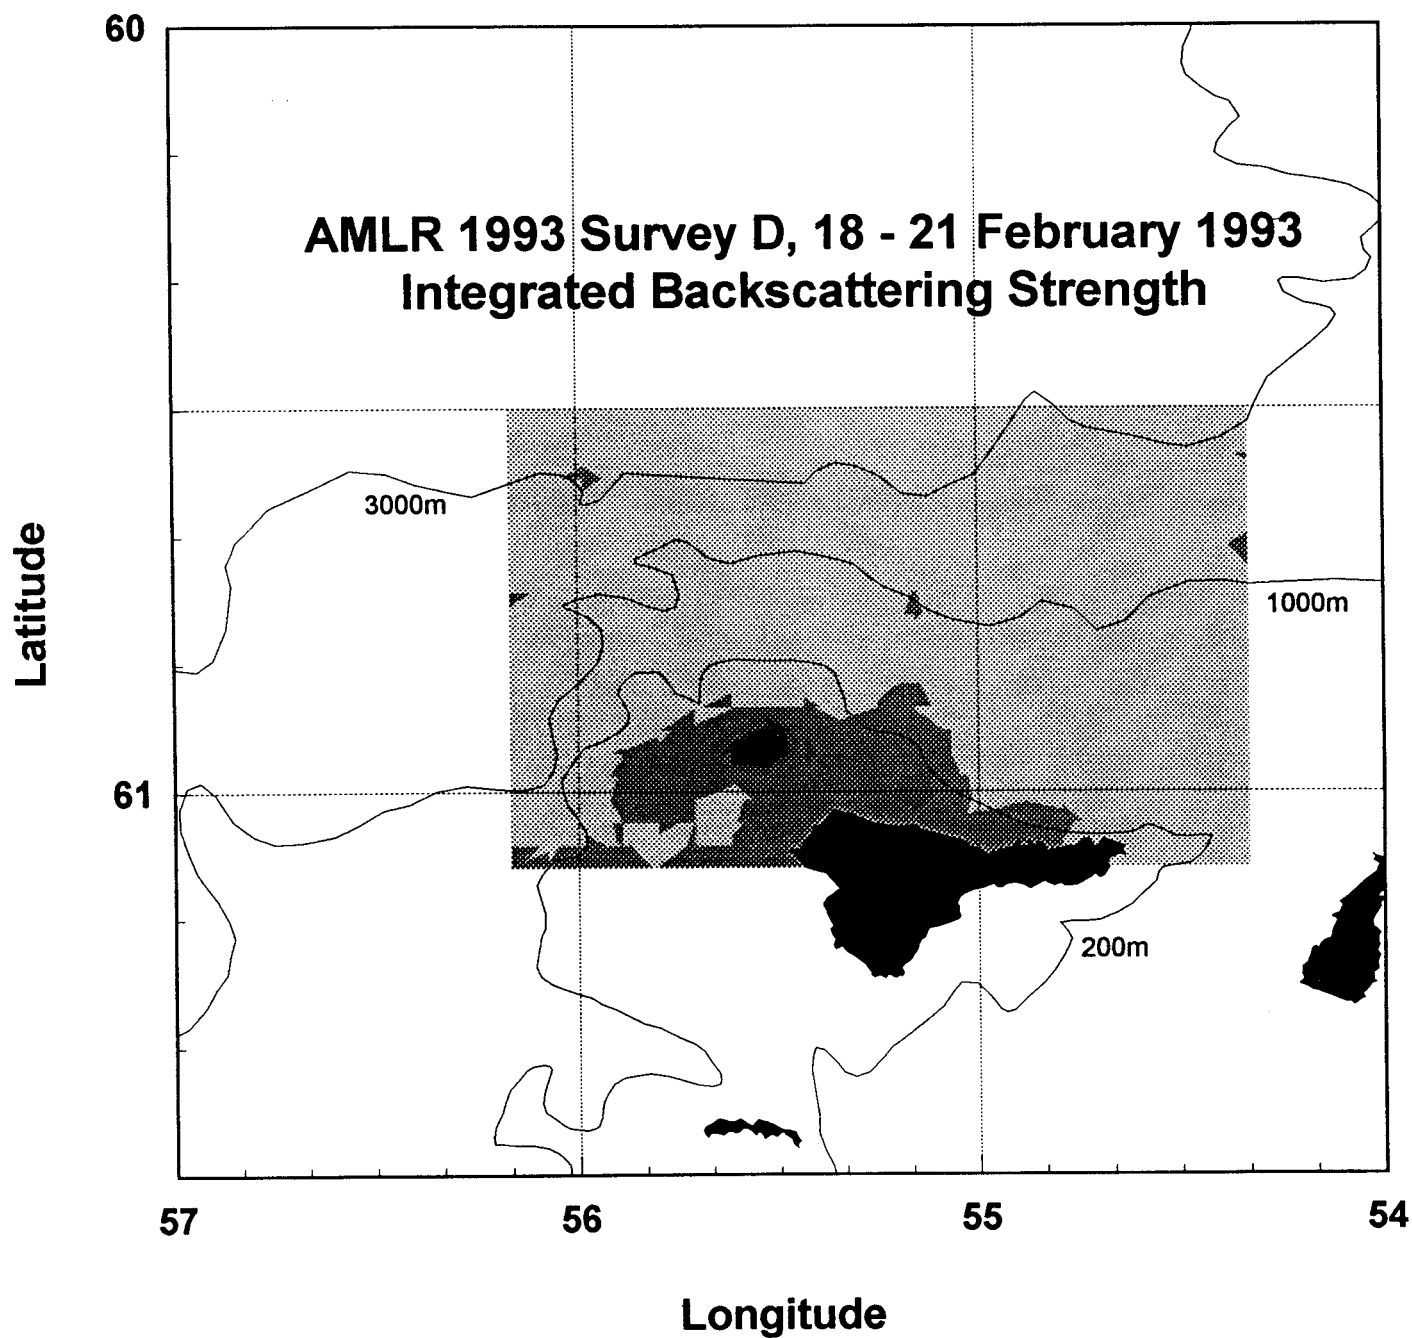 60
AMLR 1993 Survey D, 18 - 21 February 1993
Integrated Backscattering Strength
3000m
1000m
Latitude
61
200m
57 56 55 54
Longitude